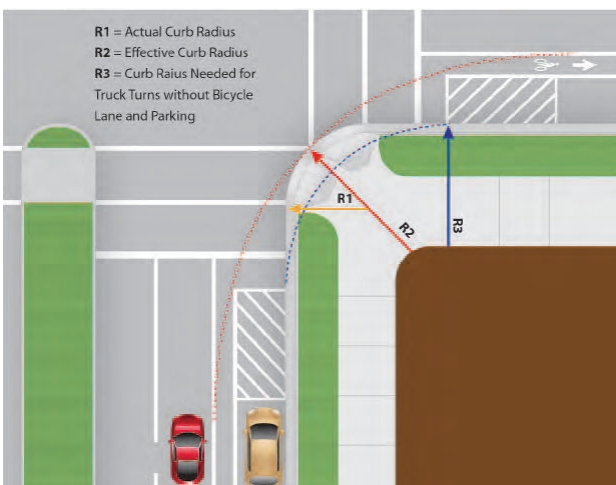 R1 = Actual Curb Radius
R2 = Effective Curb Radius
R3 = Curb Raius Needed for
Truck Turns without Bicycle
Lane and Parking
R1
R2
R3